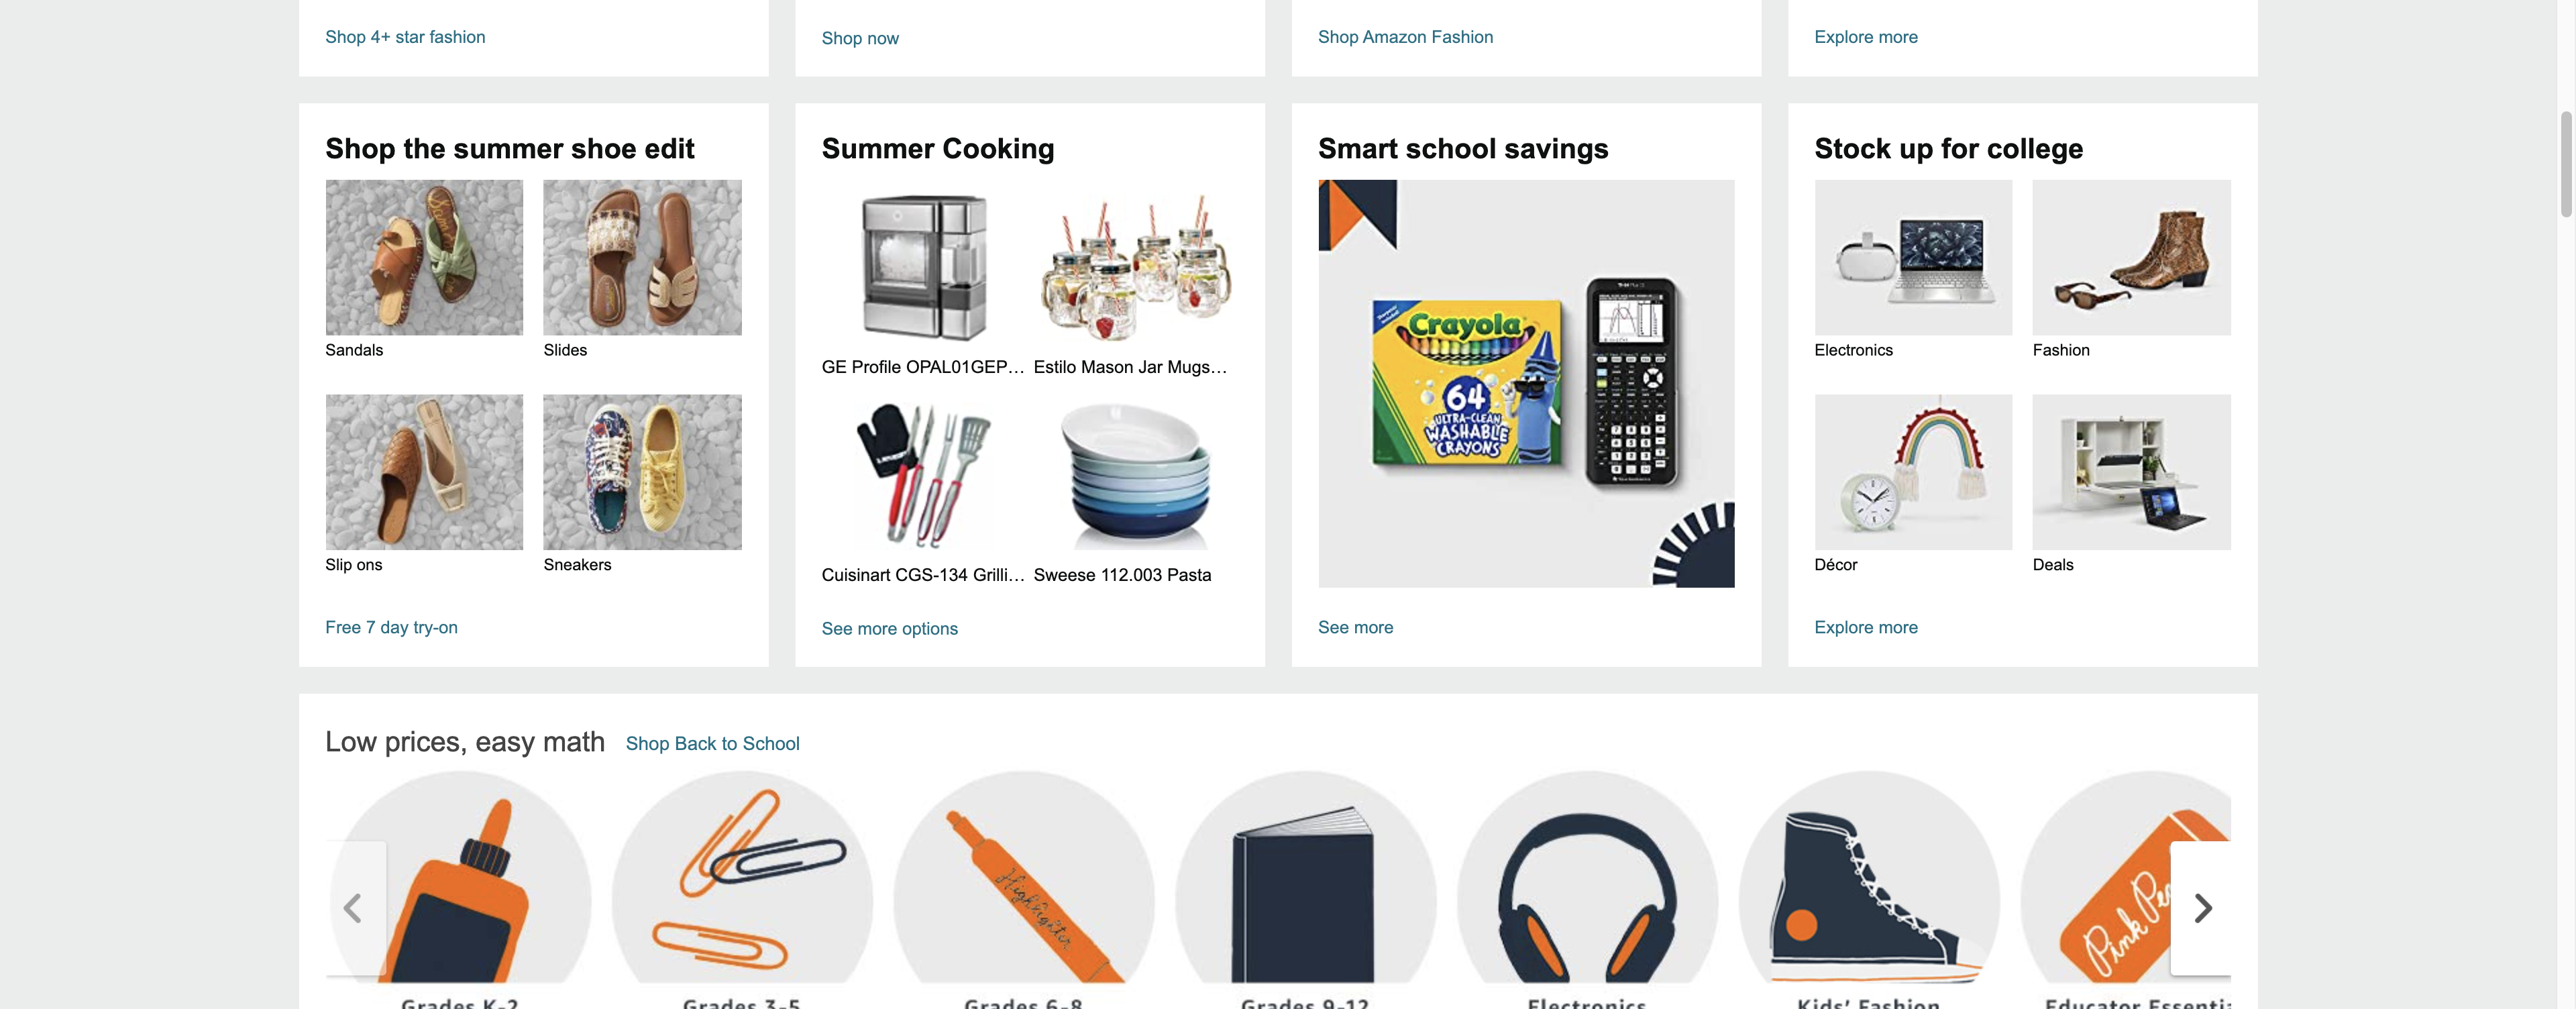 Shop 4+ star fashion
Shop now
Shop Amazon Fashion
Explore more
Shop the summer shoe edit
Sandals
Slides
Slip ons
Sneakers
Free 7 day try-on
Summer Cooking
GE Profile OPAL01GEP…
Estilo Mason Jar Mugs…
Cuisinart CGS-134 Grilli…
Sweese 112.003 Pasta
See more options
Smart school savings
Crayola
64
ULTRA-CLEAN
WASHABLE
CRAYONS
See more
Stock up for college
Electronics
Fashion
Décor
Deals
Explore more
Low prices, easy math
Shop Back to School
Highlighter
Pink Pe
Grades K-2
Grades 3-5
Grades 6-8
Grades 9-12
Electronics
Kids' Fashion
Educator Essentia